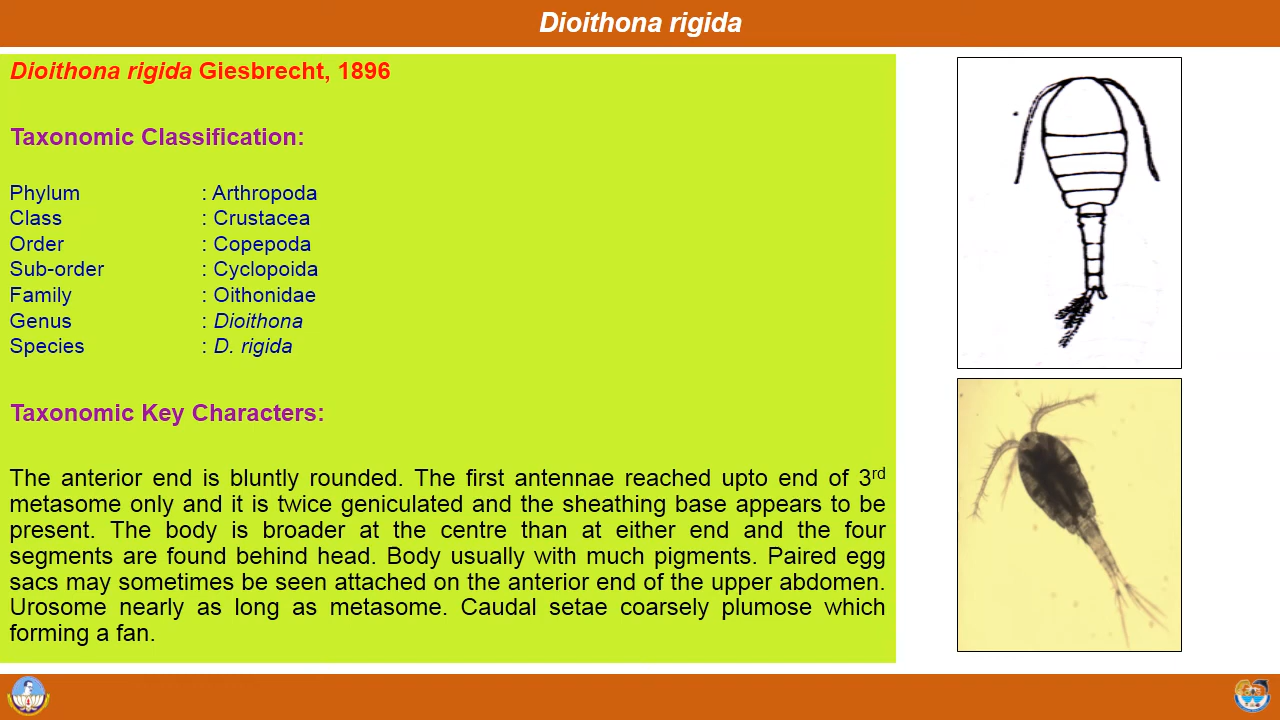 Dioithona rigida
Dioithona rigida Giesbrecht, 1896
Taxonomic Classification:
Phylum : Arthropoda
Class : Crustacea
Order : Copepoda
Sub-order : Cyclopoida
Family : Oithonidae
Genus : Dioithona
Species : D. rigida
Taxonomic Key Characters:
The anterior end is bluntly rounded. The first antennae reached upto end of 3rd
metasome only and it is twice geniculated and the sheathing base appears to be
present. The body is broader at the centre than at either end and the four
segments are found behind head. Body usually with much pigments. Paired egg
sacs may sometimes be seen attached on the anterior end of the upper abdomen.
Urosome nearly as long as metasome. Caudal setae coarsely plumose which
forming a fan.